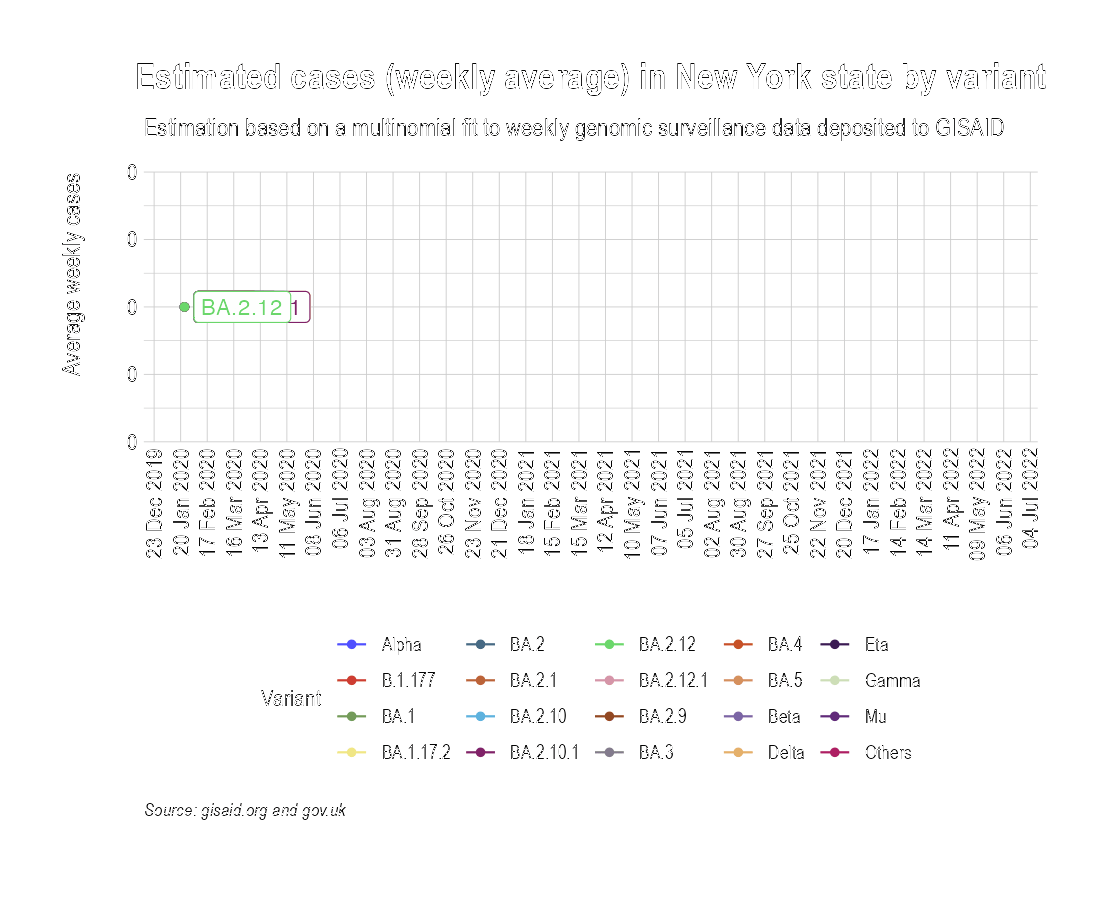 Estimated cases (weekly average) in New York state by variant
Estimation based on a multinomial fit to weekly genomic surveillance data deposited to GISAID
Average weekly cases
0
0
0
0
0
BA.2.12
1
23 Dec 2019
20 Jan 2020
17 Feb 2020
16 Mar 2020
13 Apr 2020
11 May 2020
08 Jun 2020
06 Jul 2020
03 Aug 2020
31 Aug 2020
28 Sep 2020
26 Oct 2020
23 Nov 2020
21 Dec 2020
18 Jan 2021
15 Feb 2021
15 Mar 2021
12 Apr 2021
10 May 2021
07 Jun 2021
05 Jul 2021
02 Aug 2021
30 Aug 2021
27 Sep 2021
25 Oct 2021
22 Nov 2021
20 Dec 2021
17 Jan 2022
14 Feb 2022
14 Mar 2022
11 Apr 2022
09 May 2022
06 Jun 2022
04 Jul 2022
Variant
Alpha
B.1.177
BA.1
BA.1.17.2
BA.2
BA.2.1
BA.2.10
BA.2.10.1
BA.2.12
BA.2.12.1
BA.2.9
BA.3
BA.4
BA.5
Beta
Delta
Eta
Gamma
Mu
Others
Source: gisaid.org and gov.uk